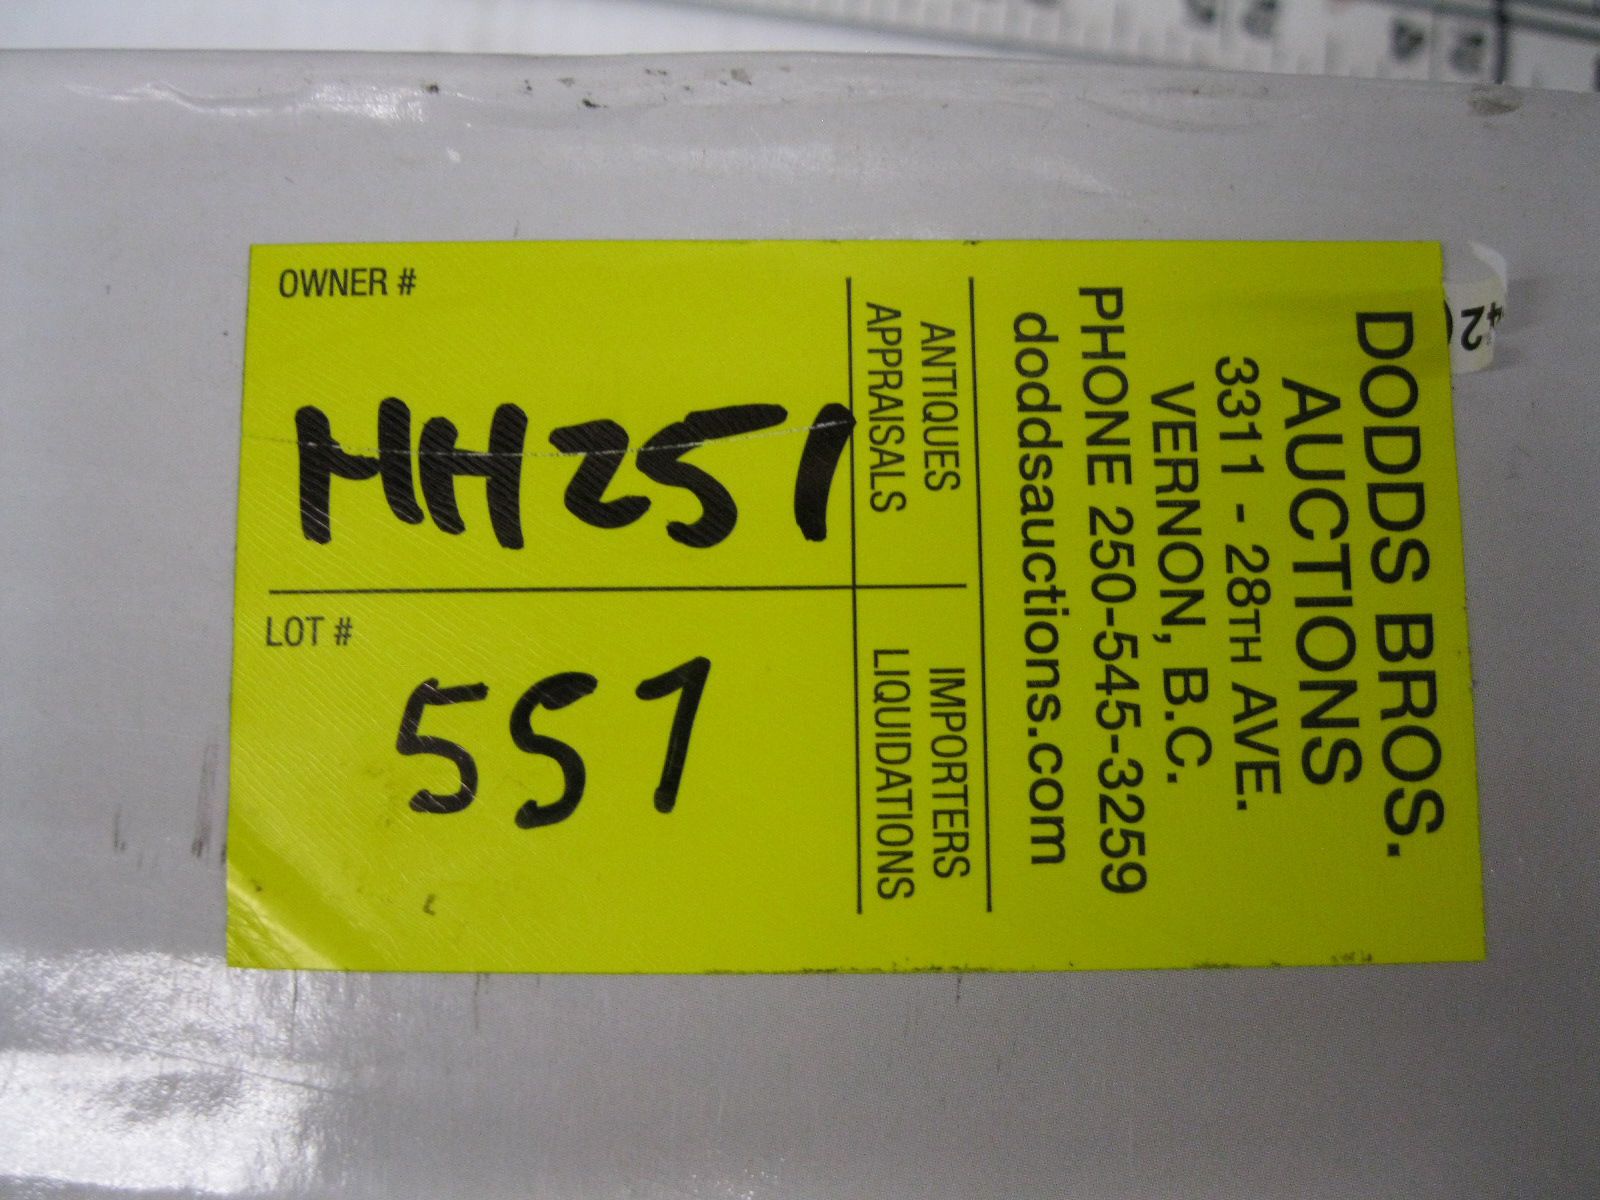 DODDS BROS.
AUCTIONS
3311 - 28TH AVE.
VERNON, B.C.
PHONE 250-545-3259
doddsauctions.com
ANTIQUES
APPRAISALS
IMPORTERS
LIQUIDATIONS
OWNER #
HH251
LOT #
551